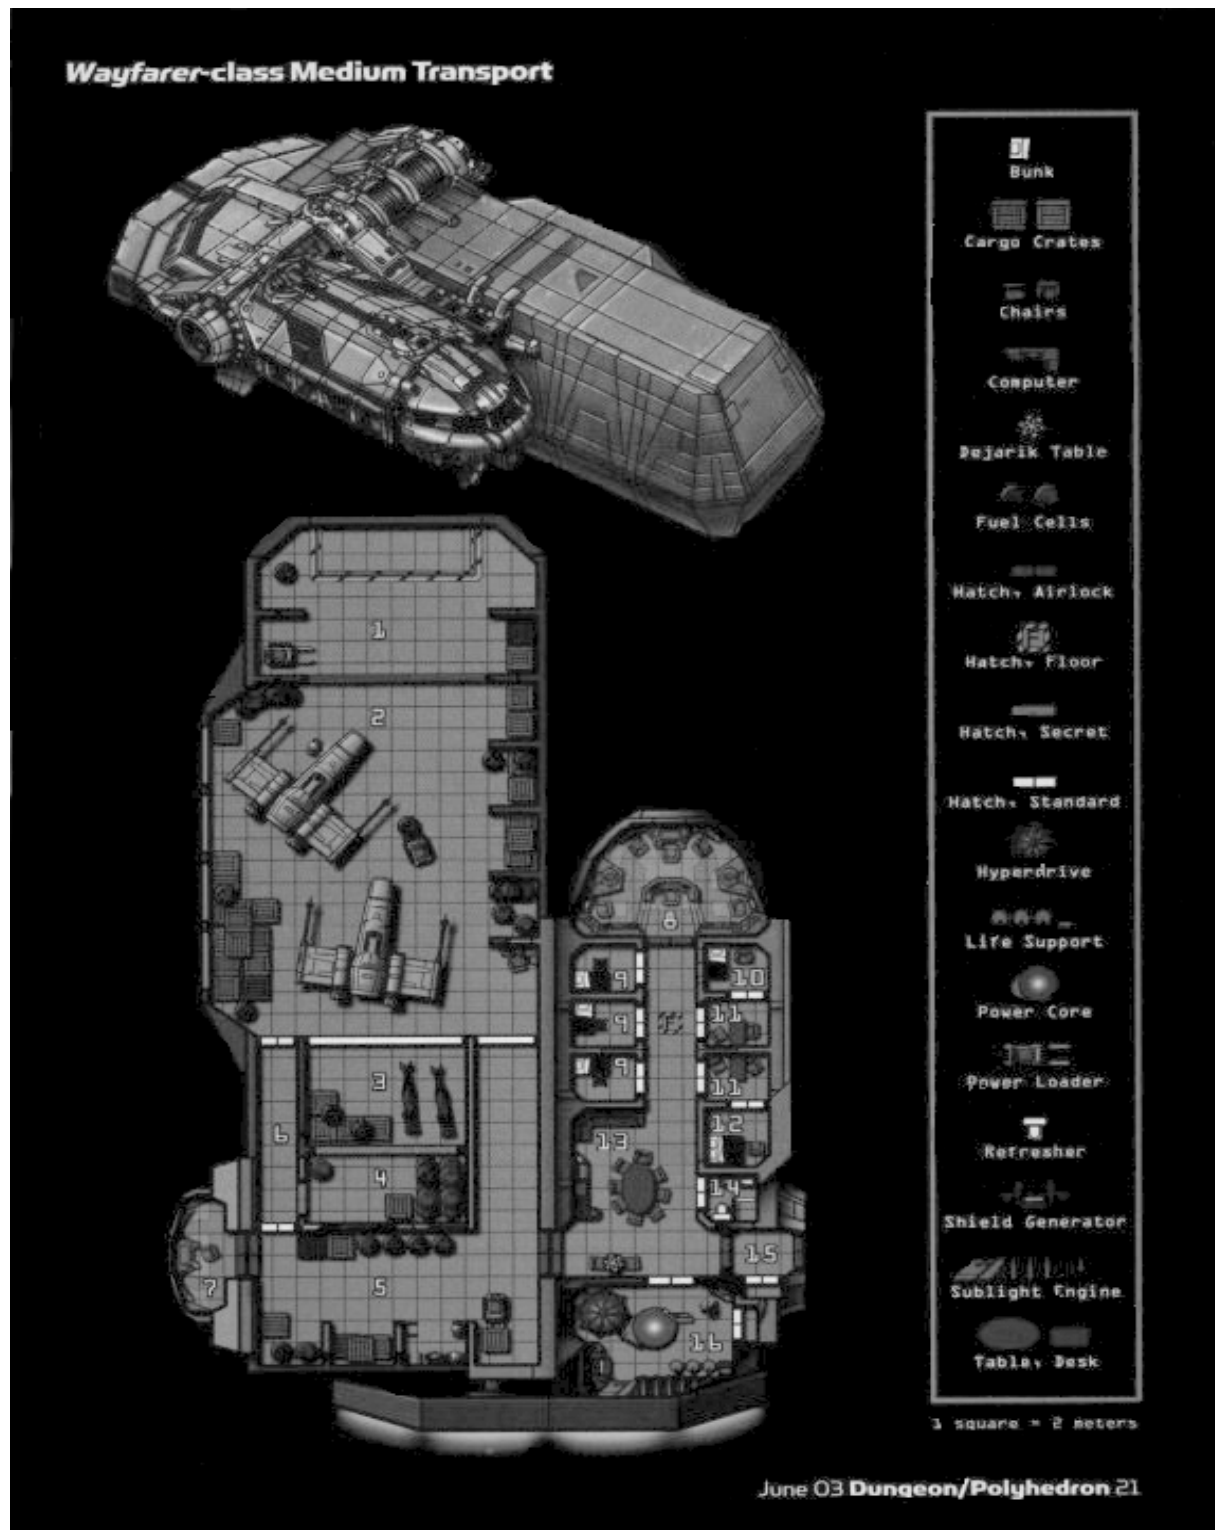 Wayfarer-class Medium Transport
Bunk
Cargo Crates
Chairs
Computer
Dejarik Table
Fuel Cells
Hatch, Airlock
Hatch, Floor
Hatch, Secret
Hatch, Standard
Hyperdrive
Life Support
Power Core
Power Loader
Refresher
Shield Generator
Sublight Engine
Table, Desk
1 square = 2 meters
1
2
3
6
4
7
5
8
9
10
9
11
9
11
12
13
14
15
16
June 03 Dungeon/Polyhedron 21